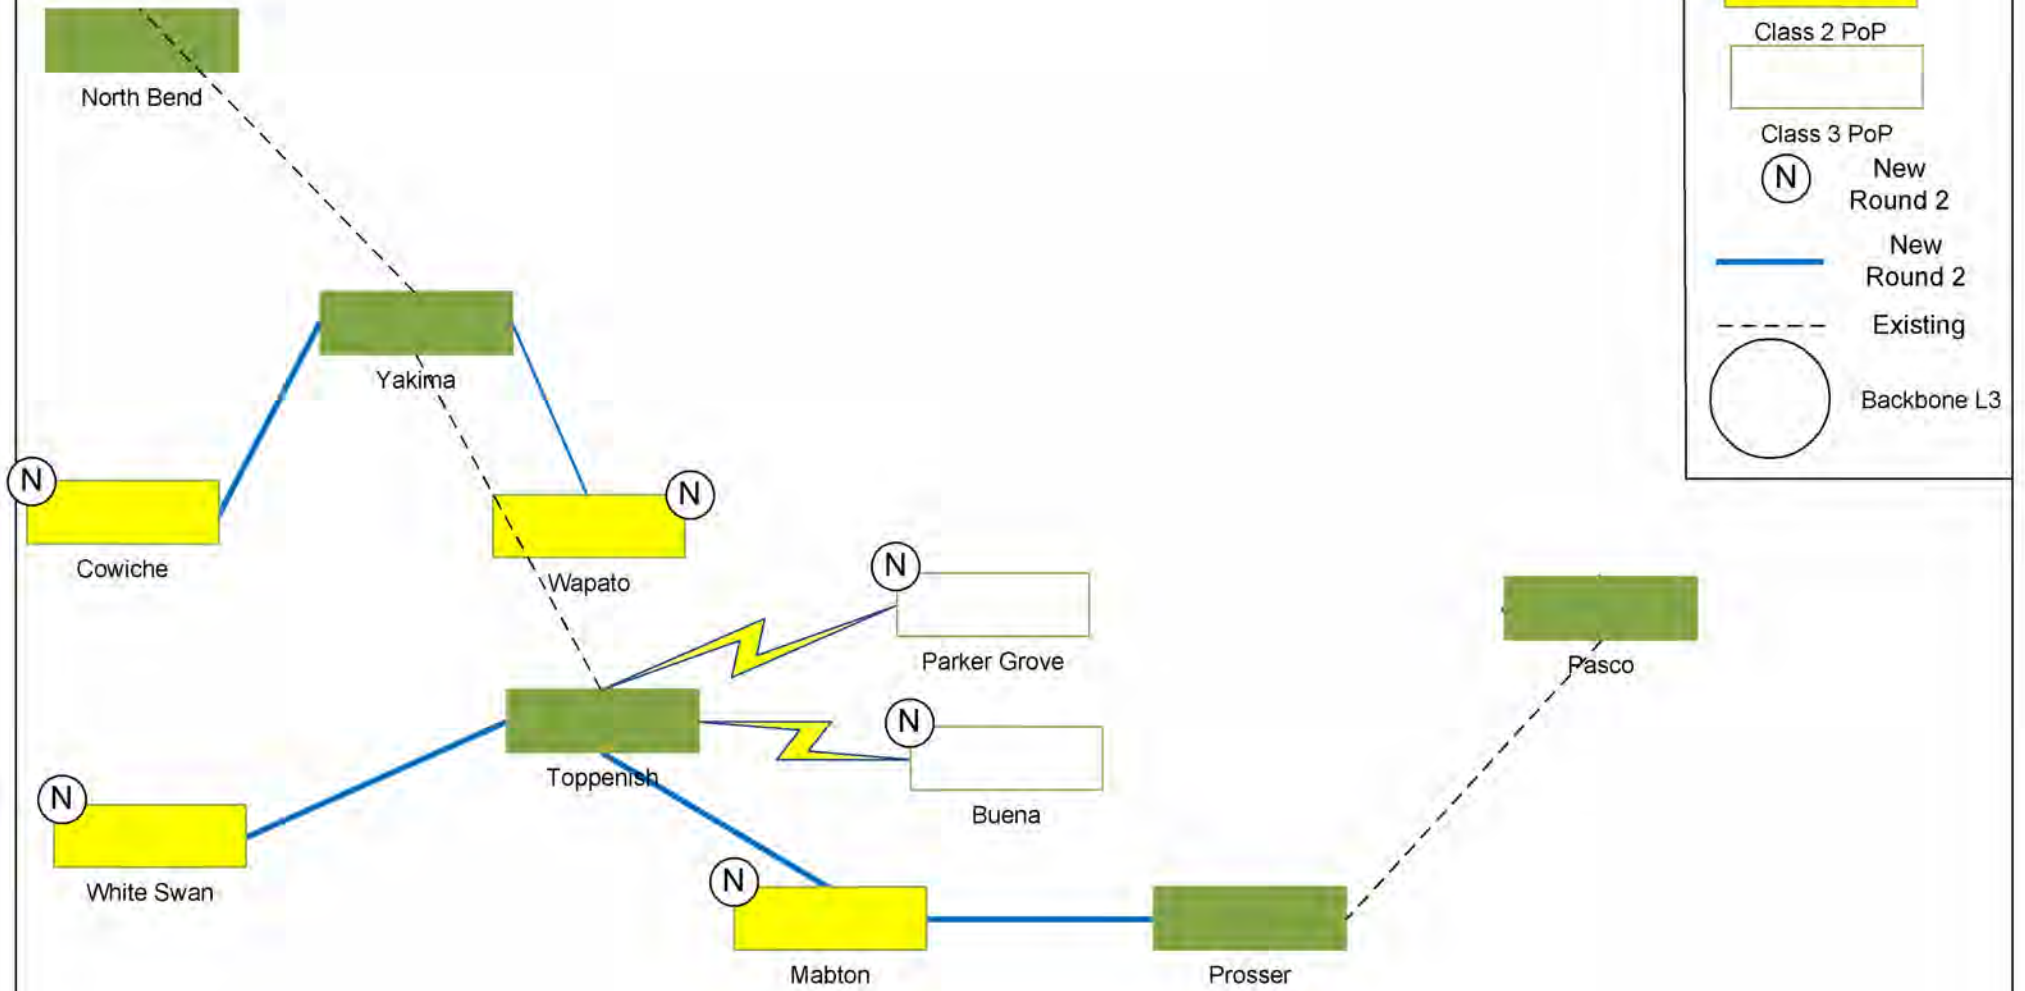 North Bend
Yakima
N
Cowiche
N
Wapato
N
Parker Grove
Toppenish
N
Buena
N
White Swan
N
Mabton
Prosser
Pasco
Class 2 PoP
Class 3 PoP
N
New
Round 2
New
Round 2
Existing
Backbone L3